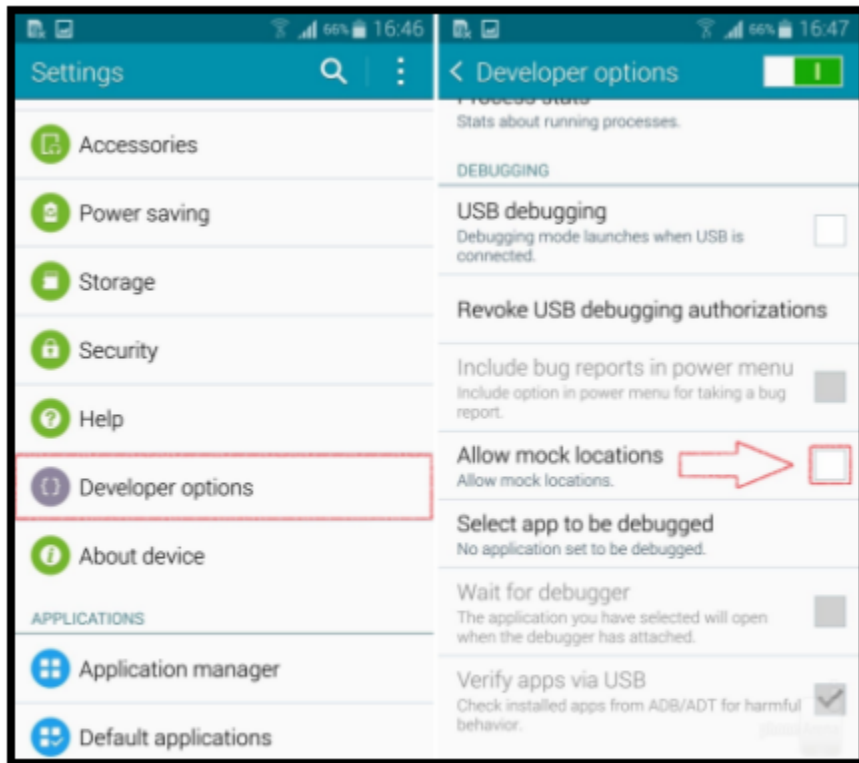 66% 16:46
Settings
Accessories
Power saving
Storage
Security
Help
Developer options
About device
APPLICATIONS
Application manager
Default applications
66% 16:47
Developer options
Process stats
Stats about running processes.
DEBUGGING
USB debugging
Debugging mode launches when USB is
connected.
Revoke USB debugging authorizations
Include bug reports in power menu
Include option in power menu for taking a bug
report.
Allow mock locations
Allow mock locations.
Select app to be debugged
No application set to be debugged.
Wait for debugger
The application you have selected will open
when the debugger has attached.
Verify apps via USB
Check installed apps from ADB/ADT for harmful
behavior.